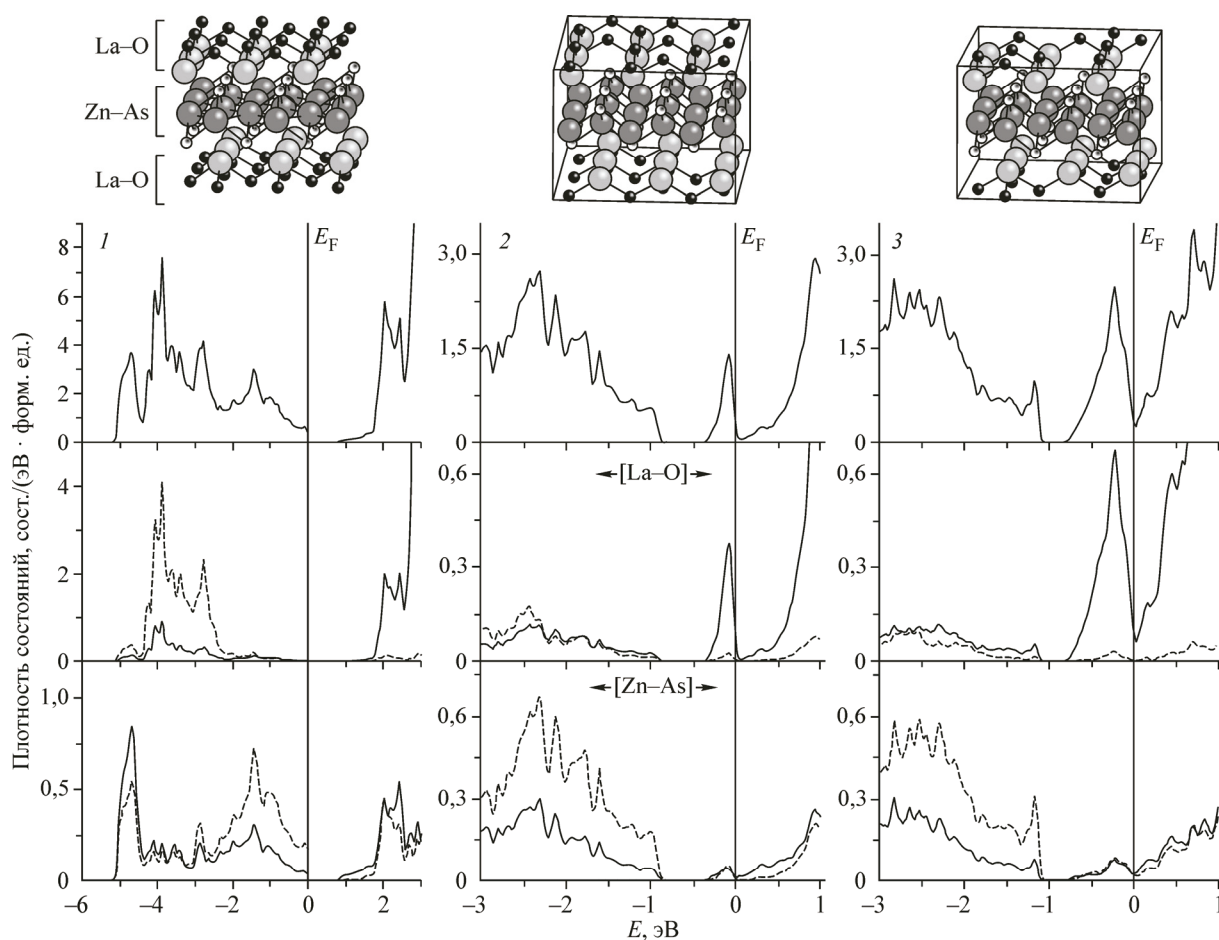 La–O
Zn–As
La–O
1
E_F
2
E_F
3
E_F
8
6
4
2
0
3,0
1,5
0
3,0
1,5
0
[La–O]
4
2
0
0,6
0,3
0
0,6
0,3
0
[Zn–As]
1,0
0,5
0
0,6
0,3
0
0,6
0,3
0
Плотность состояний, сост./(эВ · форм. ед.)
–6 –4 –2 0 2
–3 –2 –1 0 1
–3 –2 –1 0 1
E, эВ